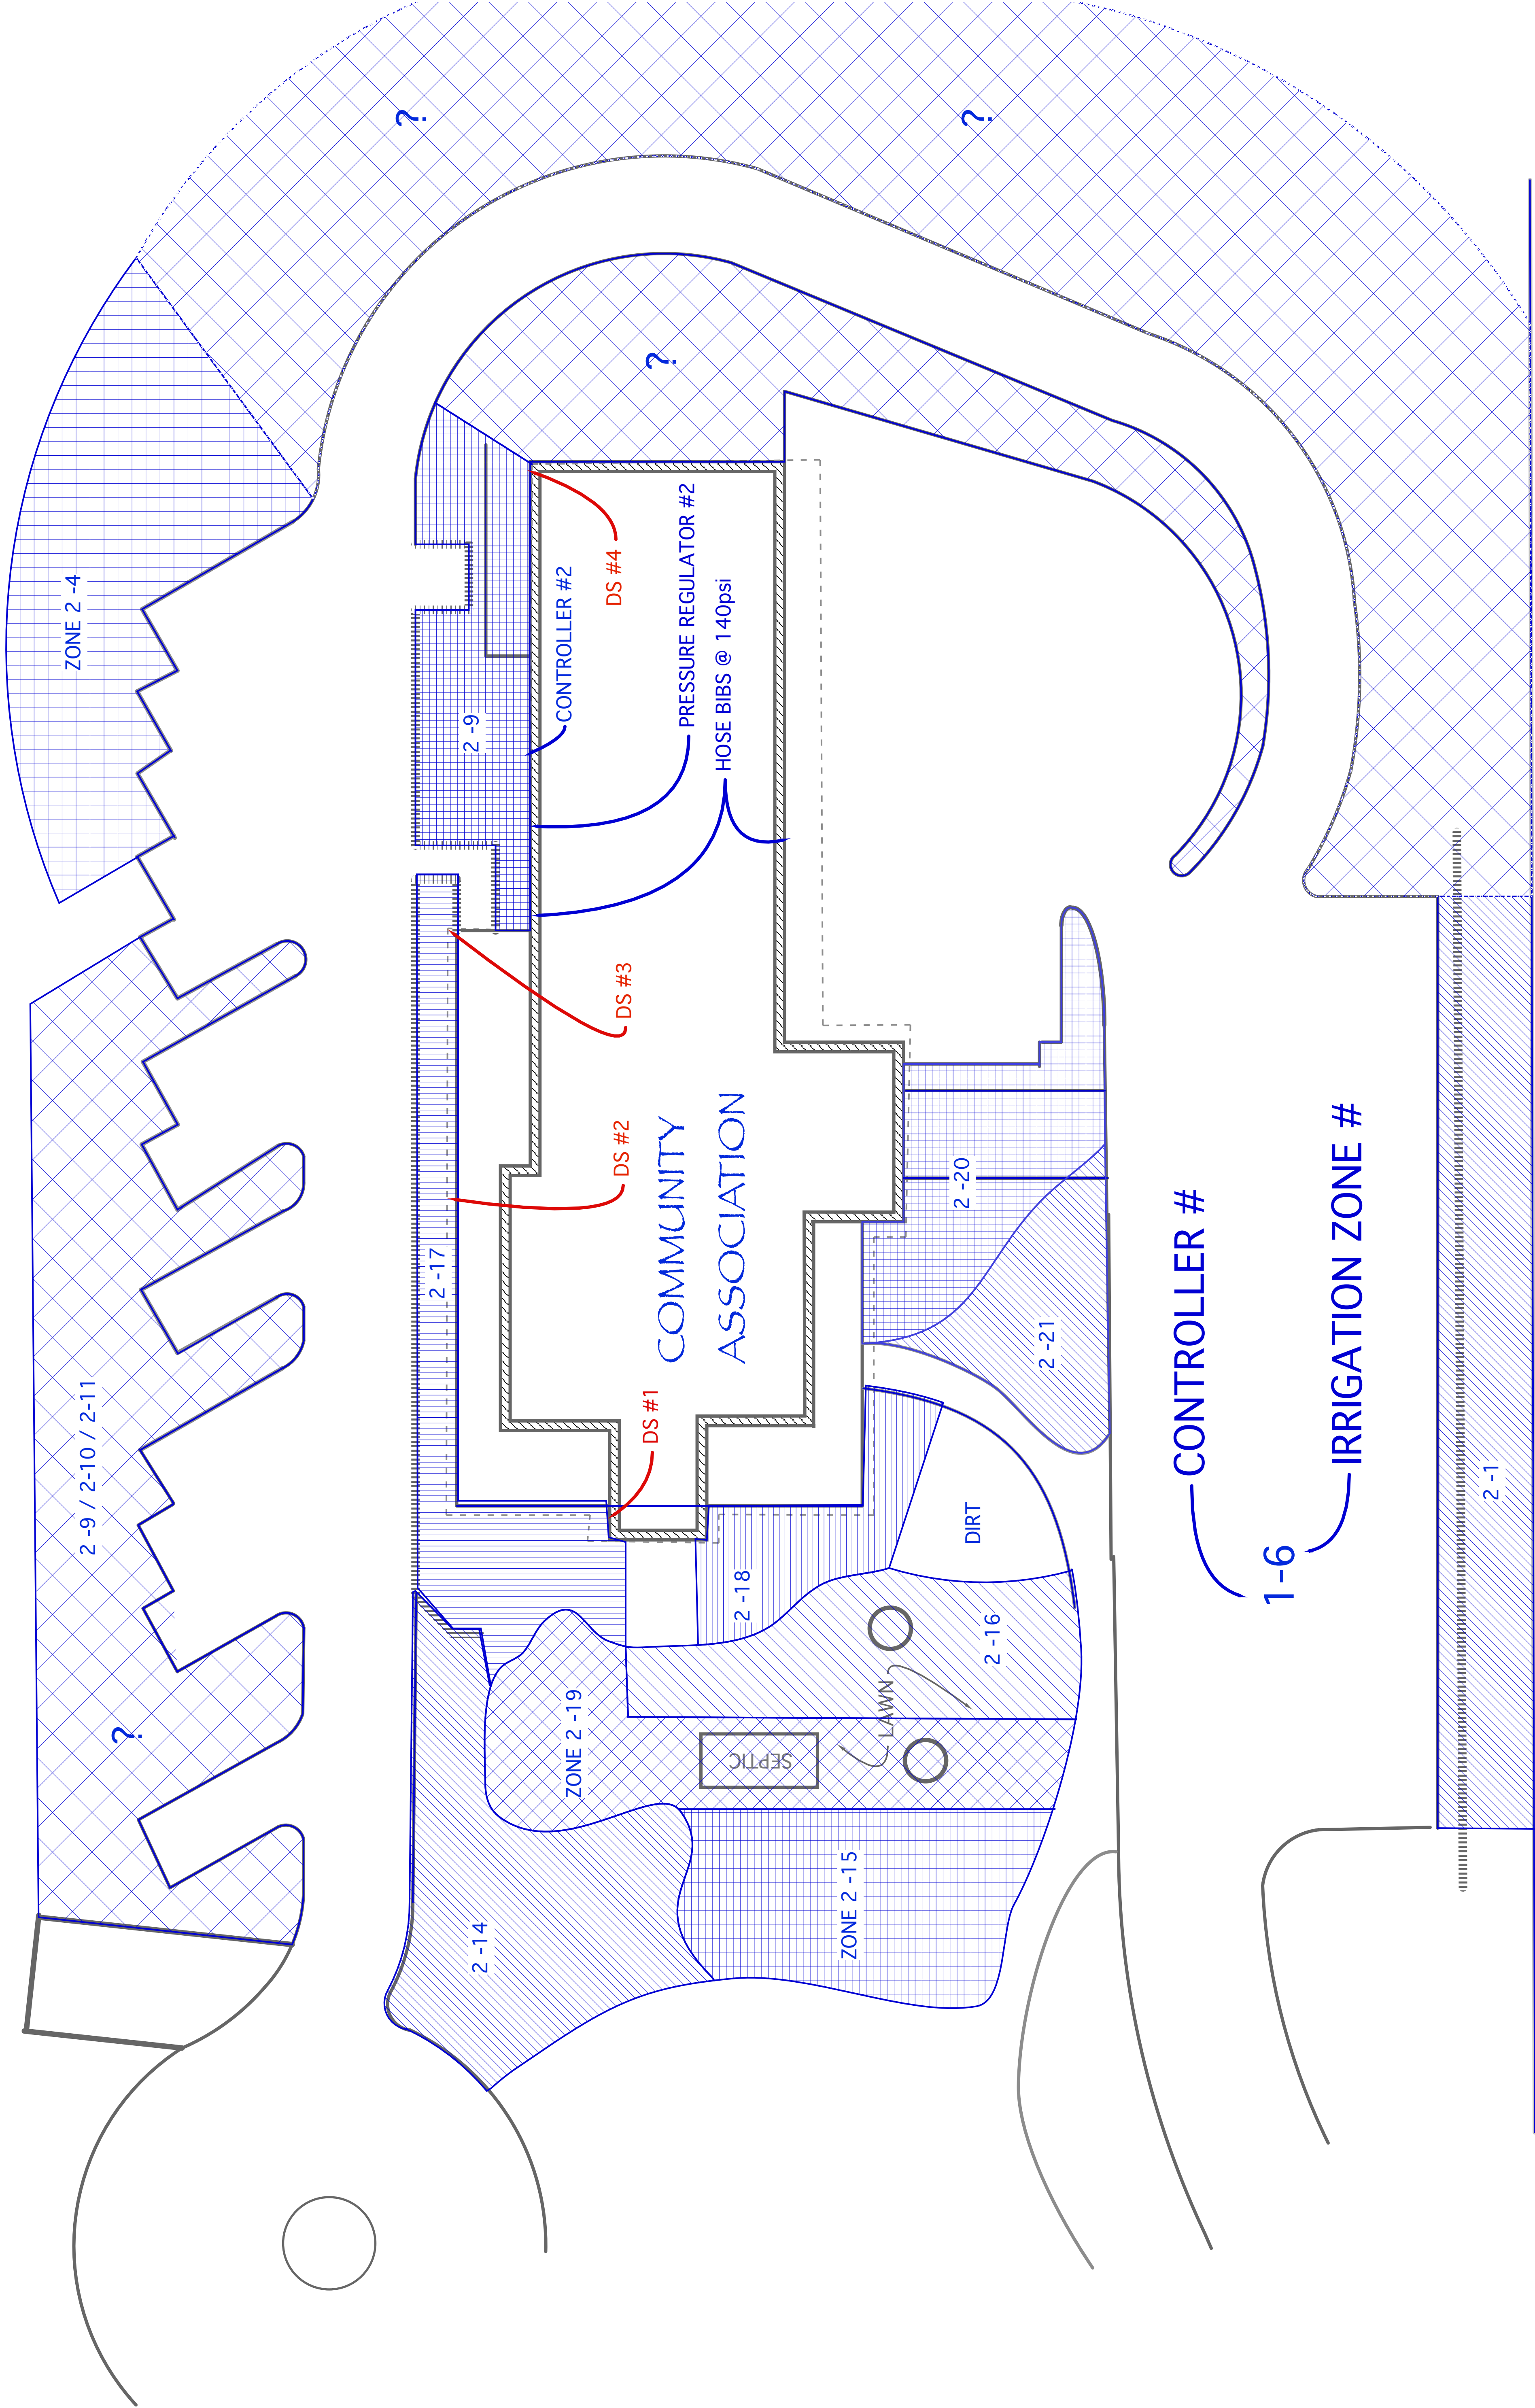 ?
?
ZONE 2 -4
?
DS #4
CONTROLLER #2
PRESSURE REGULATOR #2
HOSE BIBS @ 140psi
2 -9
DS #3
DS #2
COMMUNITY
ASSOCIATION
2 -20
2 -17
2 -21
DS #1
CONTROLLER #
IRRIGATION ZONE #
1-6
2 -9 / 2-10 / 2-11
?
2 -1
DIRT
2 -18
2 -16
LAWN
ZONE 2 -19
SEPTIC
ZONE 2 -15
2 -14